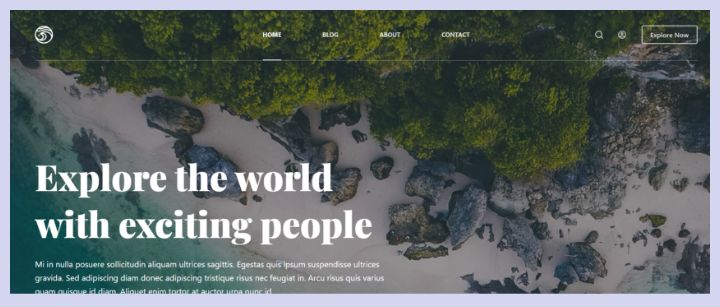 HOME BLOG ABOUT CONTACT Explore Now
Explore the world
with exciting people
Mi in nulla posuere sollicitudin aliquam ultrices sagittis. Egestas quis ipsum suspendisse ultrices
gravida. Sed adipiscing diam donec adipiscing tristique risus nec feugiat in. Arcu risus quis varius
quam quisque id diam. Aliquet enim tortor at auctor urna nunc id